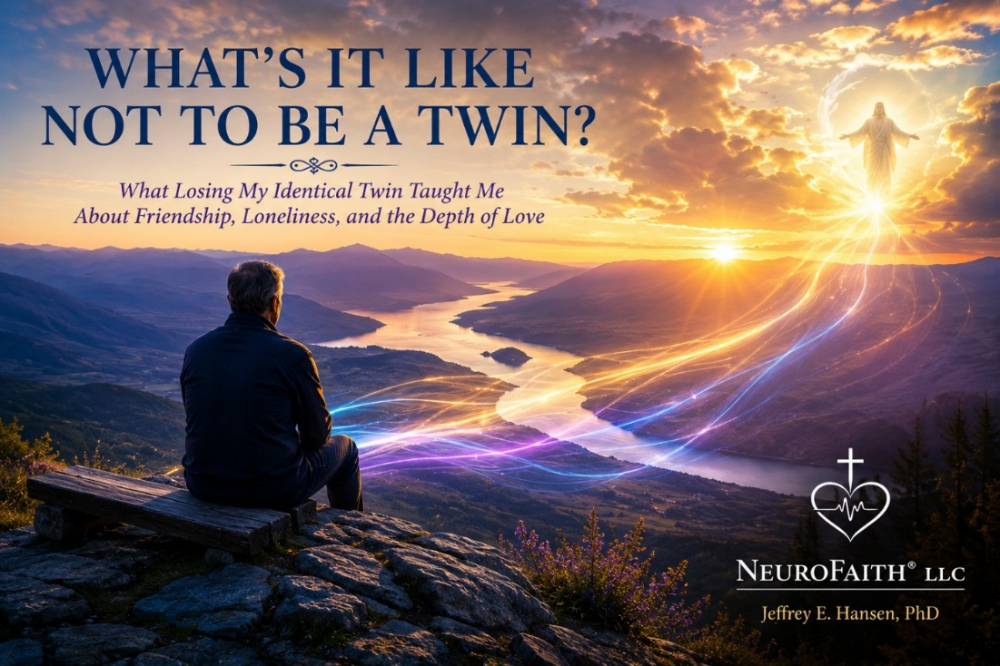 WHAT'S IT LIKE
NOT TO BE A TWIN?
What Losing My Identical Twin Taught Me
About Friendship, Loneliness, and the Depth of Love
NEUROFAITH® LLC
Jeffrey E. Hansen, PhD